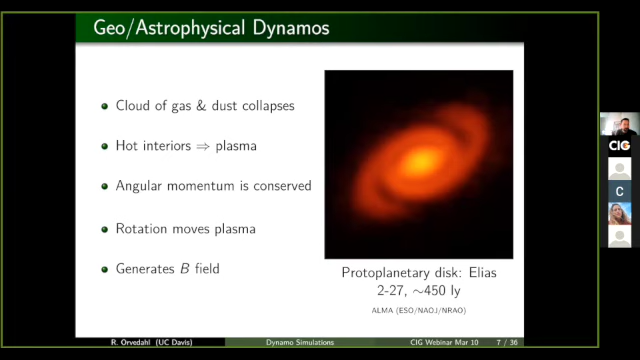 Geo/Astrophysical Dynamos
Cloud of gas & dust collapses
Hot interiors ⇒ plasma
Angular momentum is conserved
Rotation moves plasma
Generates B field
Protoplanetary disk: Elias
2-27, ∼450 ly
ALMA (ESO/NAOJ/NRAO)
R. Orvedahl (UC Davis) Dynamo Simulations CIG Webinar Mar 10 7 / 36
CIG
C